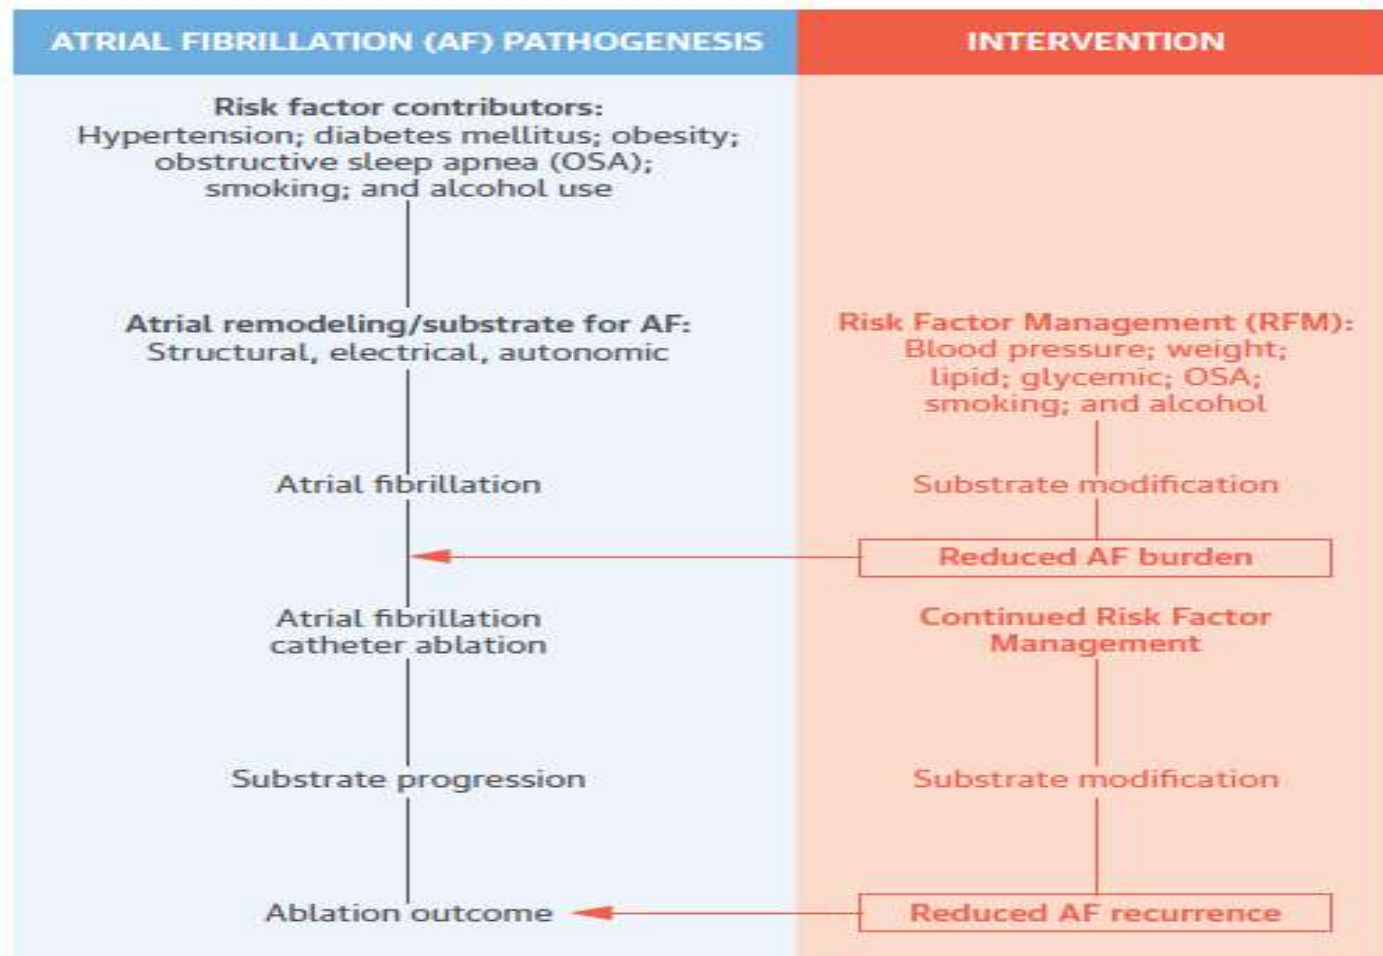 ATRIAL FIBRILLATION (AF) PATHOGENESIS
INTERVENTION
Risk factor contributors:
Hypertension; diabetes mellitus; obesity;
obstructive sleep apnea (OSA);
smoking; and alcohol use
Atrial remodeling/substrate for AF:
Structural, electrical, autonomic
Risk Factor Management (RFM):
Blood pressure; weight;
lipid; glycemic; OSA;
smoking; and alcohol
Atrial fibrillation
Substrate modification
Reduced AF burden
Atrial fibrillation
catheter ablation
Continued Risk Factor
Management
Substrate progression
Substrate modification
Ablation outcome
Reduced AF recurrence